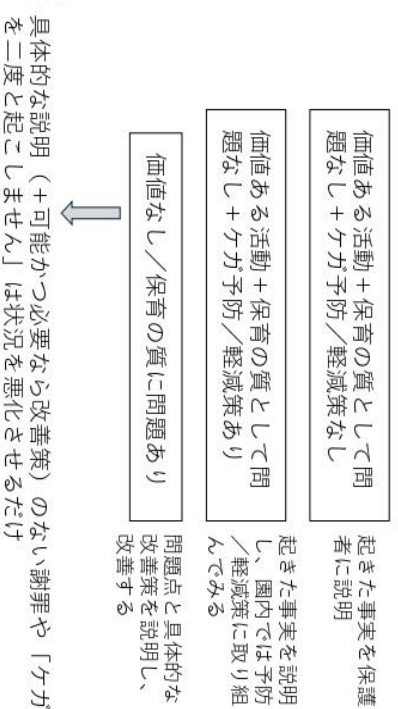 価値ある活動+保育の質として問
題なし+ケガ予防/軽減策なし
起きた事実を保護
者に説明
価値ある活動+保育の質として問
題なし+ケガ予防/軽減策あり
起きた事実を説明
し、園内では予防
/軽減策に取り組
んでみる
価値なし/保育の質に問題あり
問題点と具体的な
改善策を説明し、
改善する
具体的な説明(+可能かつ必要なら改善策)のない謝罪や「ケガ
を二度と起こしません」は状況を悪化させるだけ